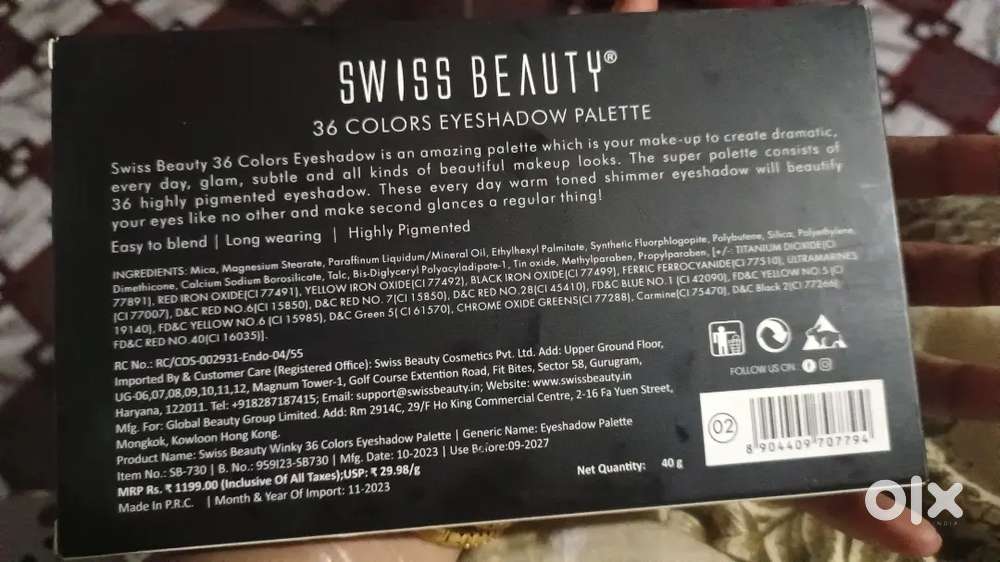 SWISS BEAUTY®
36 COLORS EYESHADOW PALETTE
Swiss Beauty 36 Colors Eyeshadow is an amazing palette which is your make-up to create dramatic,
every day, glam, subtle and all kinds of beautiful makeup looks. The super palette consists of
36 highly pigmented eyeshadow. These every day warm toned shimmer eyeshadow will beautify
your eyes like no other and make second glances a regular thing!
Easy to blend | Long wearing | Highly Pigmented
INGREDIENTS: Mica, Magnesium Stearate, Paraffinum Liquidum/Mineral Oil, Ethylhexyl Palmitate, Synthetic Fluorphlogopite, Polybutene, Silica, Polyethylene,
Dimethicone, Calcium Sodium Borosilicate, Talc, Bis-Diglyceryl Polyacyladipate-1, Tin oxide, Methylparaben, Propylparaben, [+/-: TITANIUM DIOXIDE(CI
77891), RED IRON OXIDE(CI 77491), YELLOW IRON OXIDE(CI 77492), BLACK IRON OXIDE(CI 77499), FERRIC FERROCYANIDE(CI 77510), ULTRAMARINES
(CI 77007), D&C RED NO.6(CI 15850), D&C RED NO. 7(CI 15850), D&C RED NO.28(CI 45410), FD&C BLUE NO.1 (CI 42090), FD&C YELLOW NO.5 (CI
19140), FD&C YELLOW NO.6 (CI 15985), D&C Green 5( CI 61570), CHROME OXIDE GREENS(CI 77288), Carmine(CI 75470), D&C Black 2(CI 77266)
FD&C RED NO.40(CI 16035)].
RC No.: RC/COS-002931-Endo-04/55
Imported By & Customer Care (Registered Office): Swiss Beauty Cosmetics Pvt. Ltd. Add: Upper Ground Floor,
UG-06,07,08,09,10,11,12, Magnum Tower-1, Golf Course Extention Road, Fit Bites, Sector 58, Gurugram,
Haryana, 122011. Tel: +918287187415; Email: support@swissbeauty.in; Website: www.swissbeauty.in
Mfg. For: Global Beauty Group Limited. Add: Rm 2914C, 29/F Ho King Commercial Centre, 2-16 Fa Yuen Street,
Mongkok, Kowloon Hong Kong.
Product Name: Swiss Beauty Winky 36 Colors Eyeshadow Palette | Generic Name: Eyeshadow Palette
Item No.: SB-730 | B. No.: 959I23-SB730 | Mfg. Date: 10-2023 | Use Before:09-2027
MRP Rs. ₹ 1199.00 (Inclusive Of All Taxes);USP: ₹ 29.98/g
Net Quantity: 40 g
Made In P.R.C. | Month & Year Of Import: 11-2023
FOLLOW US ON
02
8 904409 707794
olx
INDIA